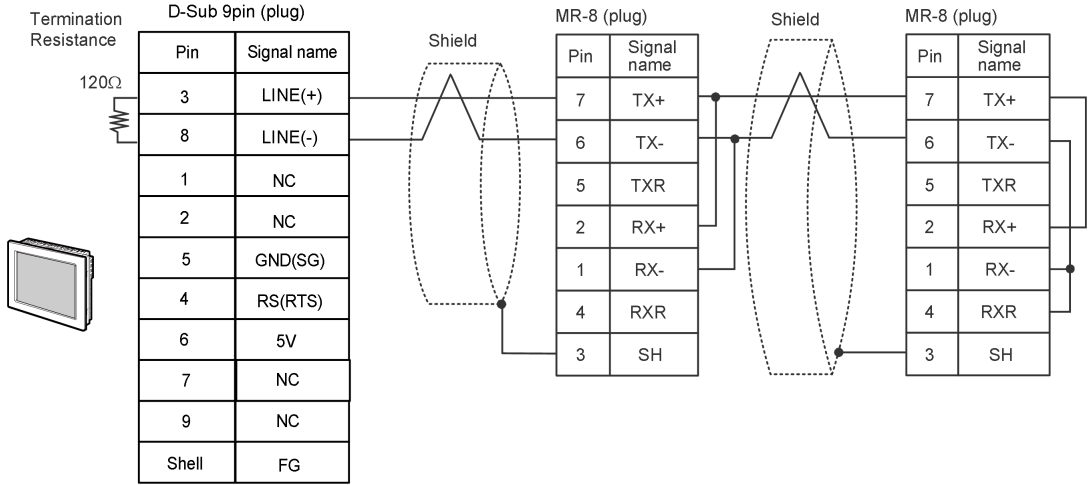 Termination
Resistance
120Ω
D-Sub 9pin (plug)
Pin Signal name
3 LINE(+)
8 LINE(-)
1 NC
2 NC
5 GND(SG)
4 RS(RTS)
6 5V
7 NC
9 NC
Shell FG
Shield
MR-8 (plug)
Pin Signal
name
7 TX+
6 TX-
5 TXR
2 RX+
1 RX-
4 RXR
3 SH
Shield
MR-8 (plug)
Pin Signal
name
7 TX+
6 TX-
5 TXR
2 RX+
1 RX-
4 RXR
3 SH